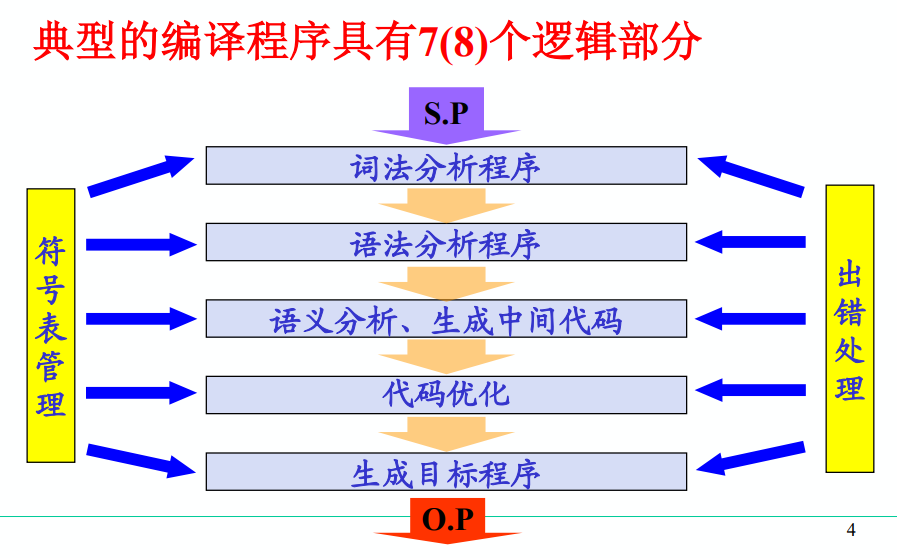 典型的编译程序具有7(8)个逻辑部分
S.P
词法分析程序
语法分析程序
语义分析、生成中间代码
代码优化
生成目标程序
O.P
符号表管理
出错处理
4